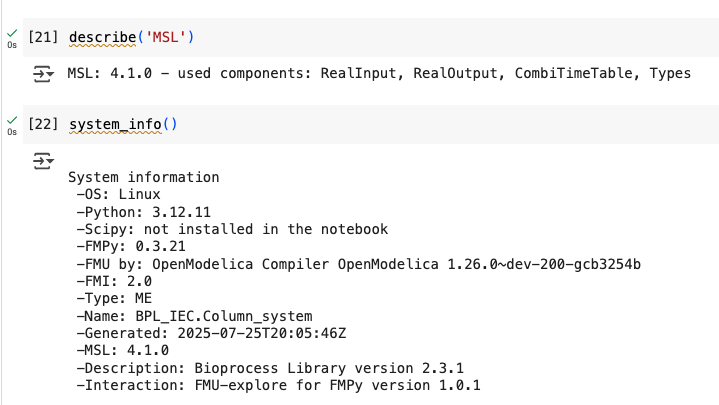 [21] describe('MSL')
0s
MSL: 4.1.0 – used components: RealInput, RealOutput, CombiTimeTable, Types
[22] system_info()
0s
System information
-OS: Linux
-Python: 3.12.11
-Scipy: not installed in the notebook
-FMPy: 0.3.21
-FMU by: OpenModelica Compiler OpenModelica 1.26.0~dev-200-gcb3254b
-FMI: 2.0
-Type: ME
-Name: BPL_IEC.Column_system
-Generated: 2025-07-25T20:05:46Z
-MSL: 4.1.0
-Description: Bioprocess Library version 2.3.1
-Interaction: FMU-explore for FMPy version 1.0.1